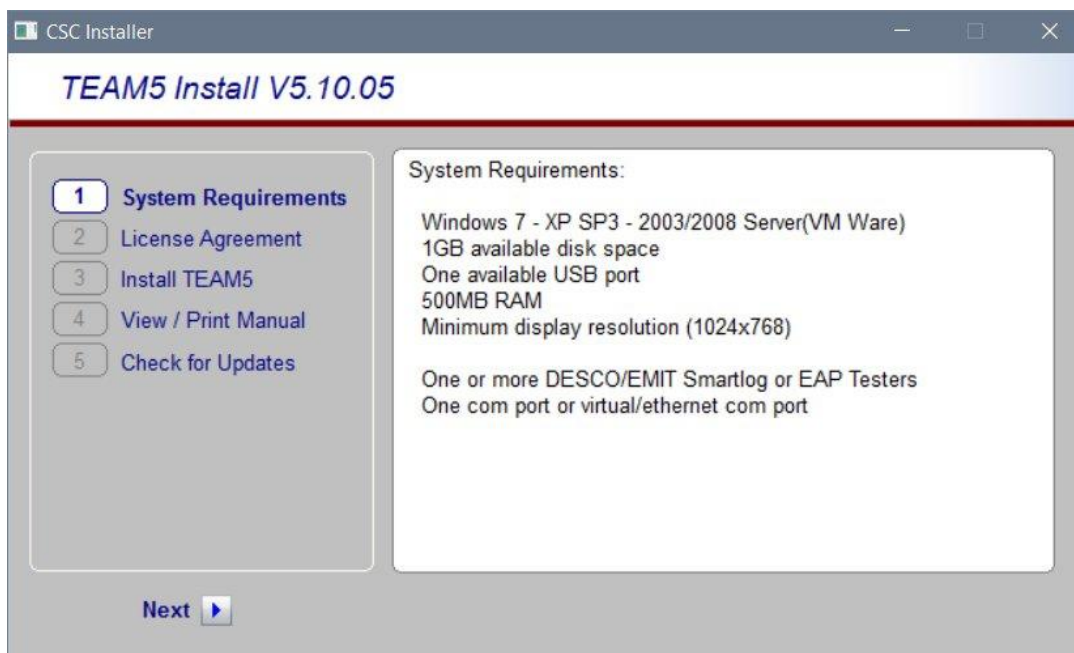 CSC Installer
TEAM5 Install V5.10.05
1 System Requirements
2 License Agreement
3 Install TEAM5
4 View / Print Manual
5 Check for Updates
System Requirements:
Windows 7 - XP SP3 - 2003/2008 Server(VM Ware)
1GB available disk space
One available USB port
500MB RAM
Minimum display resolution (1024x768)
One or more DESCO/EMIT Smartlog or EAP Testers
One com port or virtual/ethernet com port
Next